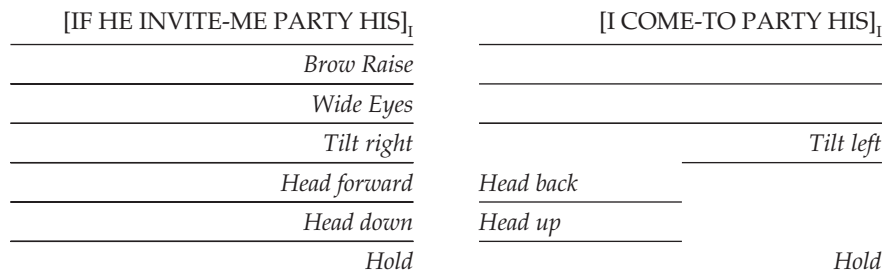 [IF HE INVITE-ME PARTY HIS]I [I COME-TO PARTY HIS]I
Brow Raise
Wide Eyes
Tilt right Tilt left
Head forward Head back
Head down Head up
Hold Hold